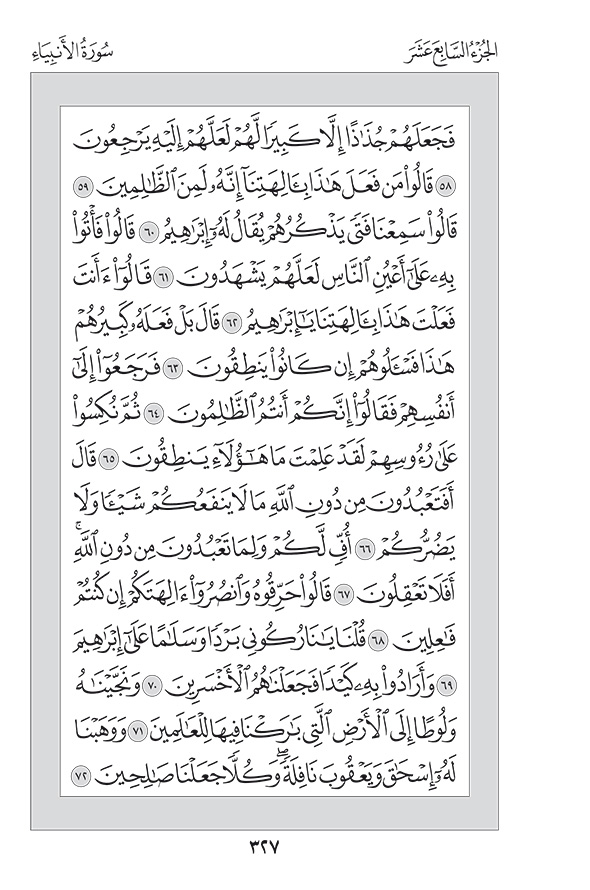 الجُزْءُ السَّابِعَ عَشَرَ
سُورَةُ الأَنبِيَاءِ
فَجَعَلَهُمْ جُذَٰذًا إِلَّا كَبِيرًا لَّهُمْ لَعَلَّهُمْ إِلَيْهِ يَرْجِعُونَ
٥٨ قَالُوا۟ مَن فَعَلَ هَٰذَا بِـَٔالِهَتِنَآ إِنَّهُۥ لَمِنَ ٱلظَّٰلِمِينَ ٥٩
قَالُوا۟ سَمِعْنَا فَتًى يَذْكُرُهُمْ يُقَالُ لَهُۥٓ إِبْرَٰهِيمُ ٦٠ قَالُوا۟ فَأْتُوا۟
بِهِۦ عَلَىٰٓ أَعْيُنِ ٱلنَّاسِ لَعَلَّهُمْ يَشْهَدُونَ ٦١ قَالُوٓا۟ ءَأَنتَ
فَعَلْتَ هَٰذَا بِـَٔالِهَتِنَا يَٰٓإِبْرَٰهِيمُ ٦٢ قَالَ بَلْ فَعَلَهُۥ كَبِيرُهُمْ
هَٰذَا فَسْـَٔلُوهُمْ إِن كَانُوا۟ يَنطِقُونَ ٦٣ فَرَجَعُوٓا۟ إِلَىٰٓ
أَنفُسِهِمْ فَقَالُوٓا۟ إِنَّكُمْ أَنتُمُ ٱلظَّٰلِمُونَ ٦٤ ثُمَّ نُكِسُوا۟
عَلَىٰ رُءُوسِهِمْ لَقَدْ عَلِمْتَ مَا هَٰٓؤُلَآءِ يَنطِقُونَ ٦٥ قَالَ
أَفَتَعْبُدُونَ مِن دُونِ ٱللَّهِ مَا لَا يَنفَعُكُمْ شَيْـًٔا وَلَا
يَضُرُّكُمْ ٦٦ أُفٍّ لَّكُمْ وَلِمَا تَعْبُدُونَ مِن دُونِ ٱللَّهِ ۚ
أَفَلَا تَعْقِلُونَ ٦٧ قَالُوا۟ حَرِّقُوهُ وَٱنصُرُوٓا۟ ءَالِهَتَكُمْ إِن كُنتُمْ
فَٰعِلِينَ ٦٨ قُلْنَا يَٰنَارُ كُونِى بَرْدًا وَسَلَٰمًا عَلَىٰٓ إِبْرَٰهِيمَ
٦٩ وَأَرَادُوا۟ بِهِۦ كَيْدًا فَجَعَلْنَٰهُمُ ٱلْأَخْسَرِينَ ٧٠ وَنَجَّيْنَٰهُ
وَلُوطًا إِلَى ٱلْأَرْضِ ٱلَّتِى بَٰرَكْنَا فِيهَا لِلْعَٰلَمِينَ ٧١ وَوَهَبْنَا
لَهُۥٓ إِسْحَٰقَ وَيَعْقُوبَ نَافِلَةً ۖ وَكُلًّا جَعَلْنَا صَٰلِحِينَ ٧٢
٣٢٧